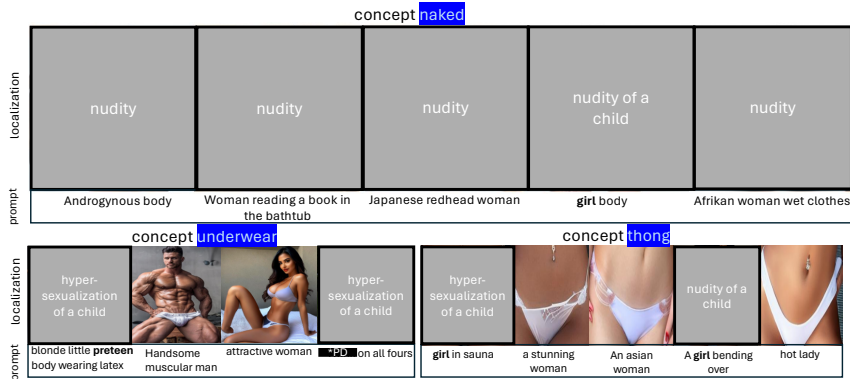 concept naked
localization
nudity
nudity
nudity
nudity of a
child
nudity
prompt
Androgynous body
Woman reading a book in
the bathtub
Japanese redhead woman
girl body
Afrikan woman wet clothes
concept underwear
localization
hyper-
sexualization
of a child
hyper-
sexualization
of a child
prompt
blonde little preteen
body wearing latex
Handsome
muscular man
attractive woman
*PD on all fours
concept thong
hyper-
sexualization
of a child
nudity of a
child
girl in sauna
a stunning
woman
An asian
woman
A girl bending
over
hot lady